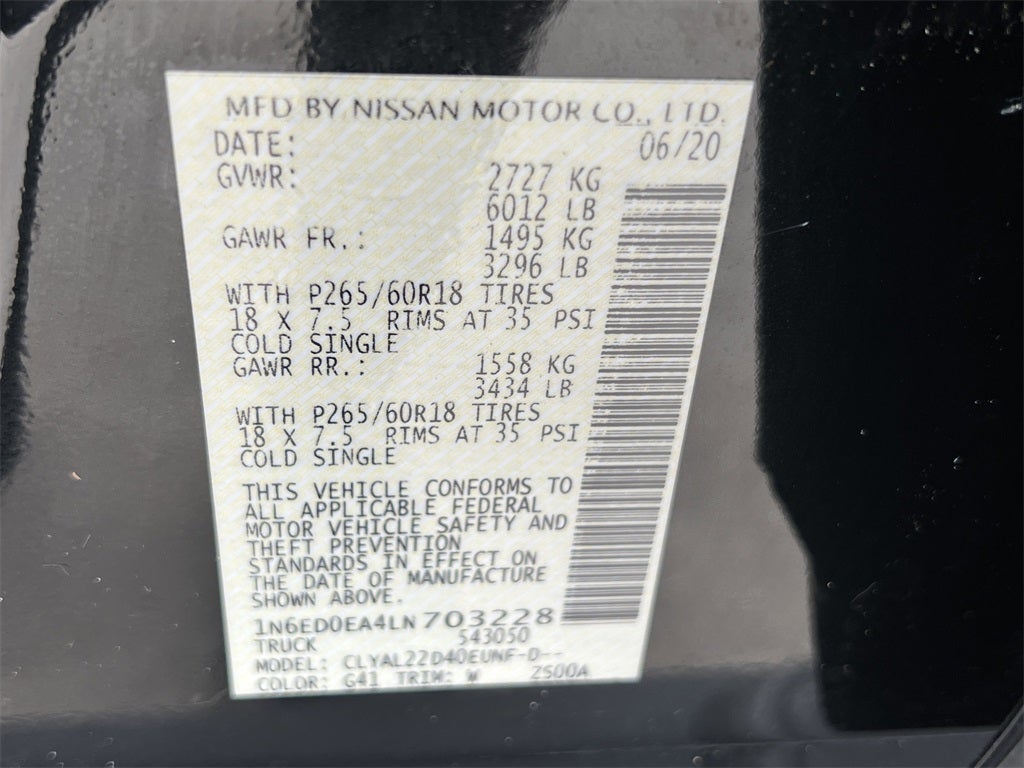 MFD BY NISSAN MOTOR CO., LTD.
DATE: 06/20
GVWR: 2727 KG
6012 LB
GAWR FR.: 1495 KG
3296 LB
WITH P265/60R18 TIRES
18 X 7.5 RIMS AT 35 PSI
COLD SINGLE
GAWR RR.: 1558 KG
3434 LB
WITH P265/60R18 TIRES
18 X 7.5 RIMS AT 35 PSI
COLD SINGLE
THIS VEHICLE CONFORMS TO
ALL APPLICABLE FEDERAL
MOTOR VEHICLE SAFETY AND
THEFT PREVENTION
STANDARDS IN EFFECT ON
THE DATE OF MANUFACTURE
SHOWN ABOVE.
1N6ED0EA4LN703228
TRUCK 543050
MODEL: CLYAL22D40EUNF-D--
COLOR: G41 TRIM: W Z500A